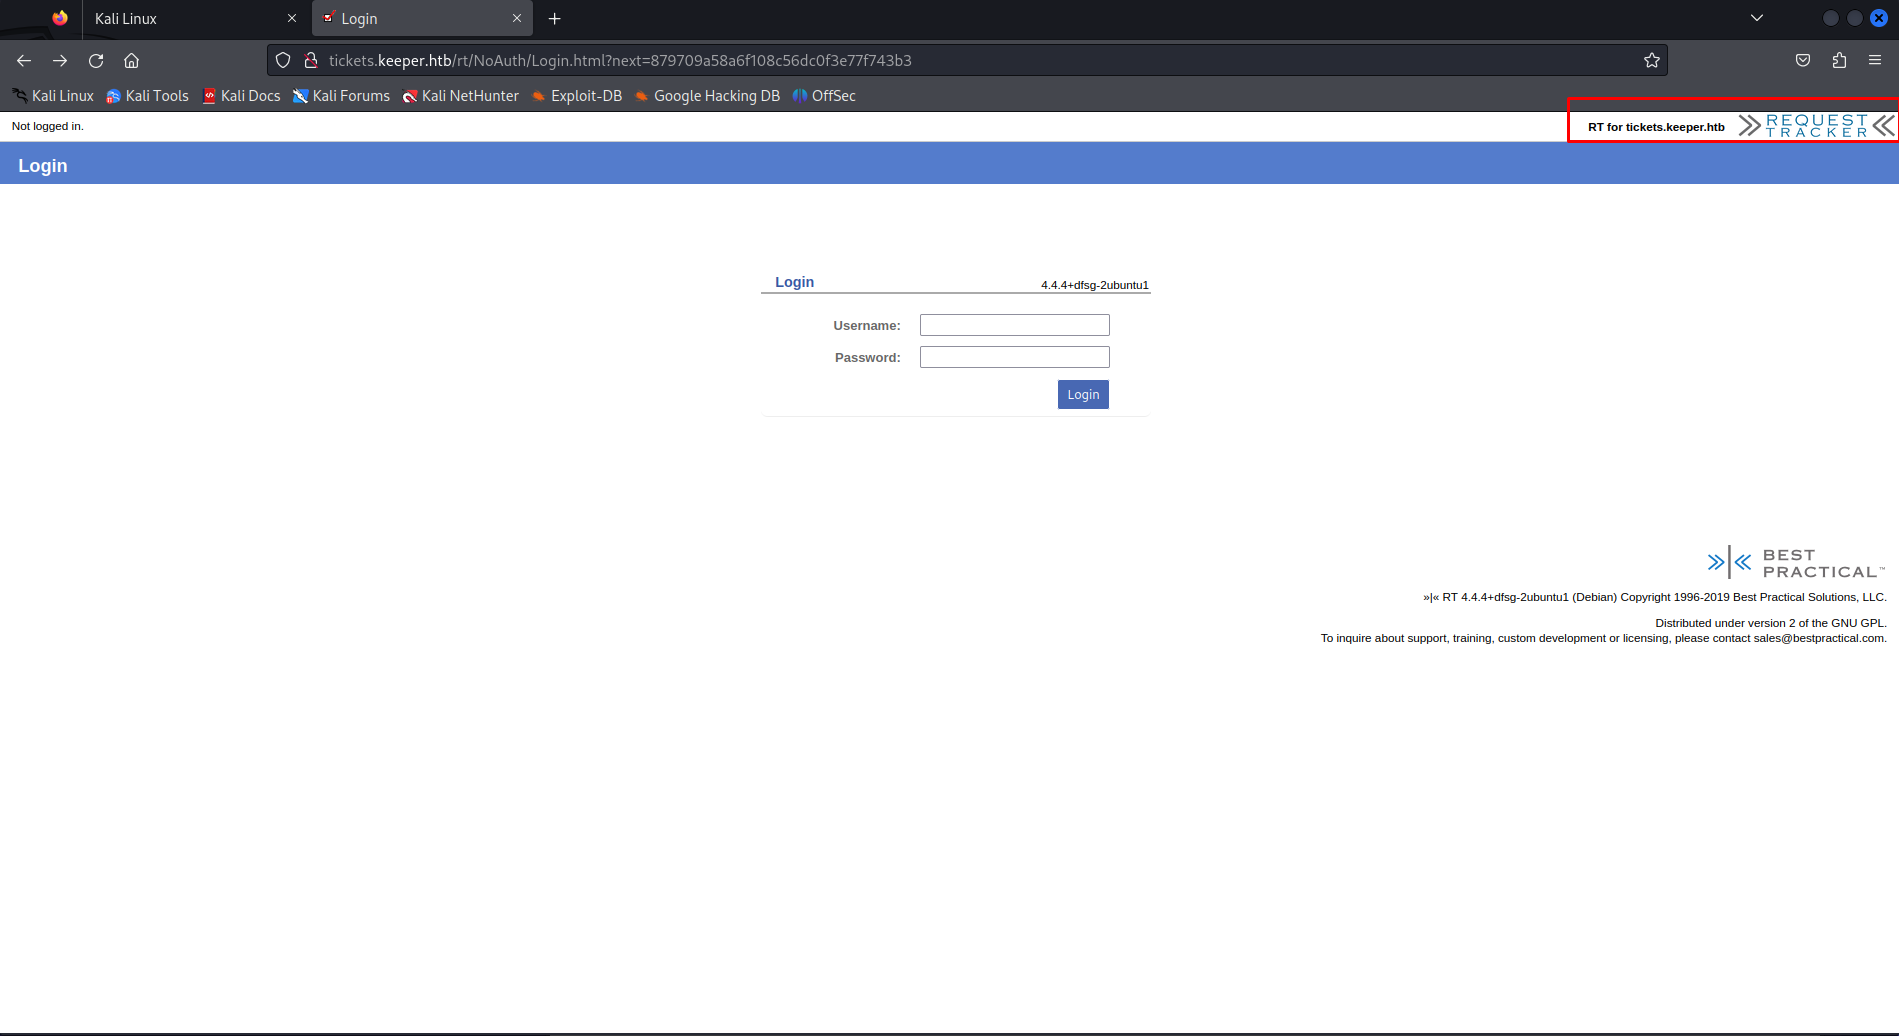 Kali Linux
Login
tickets.keeper.htb/rt/NoAuth/Login.html?next=879709a58a6f108c56dc0f3e77f743b3
Kali Linux Kali Tools Kali Docs Kali Forums Kali NetHunter Exploit-DB Google Hacking DB OffSec
Not logged in.
RT for tickets.keeper.htb
REQUEST
TRACKER
Login
Login 4.4.4+dfsg-2ubuntu1
Username:
Password:
Login
BEST
PRACTICAL™
»|« RT 4.4.4+dfsg-2ubuntu1 (Debian) Copyright 1996-2019 Best Practical Solutions, LLC.
Distributed under version 2 of the GNU GPL.
To inquire about support, training, custom development or licensing, please contact sales@bestpractical.com.